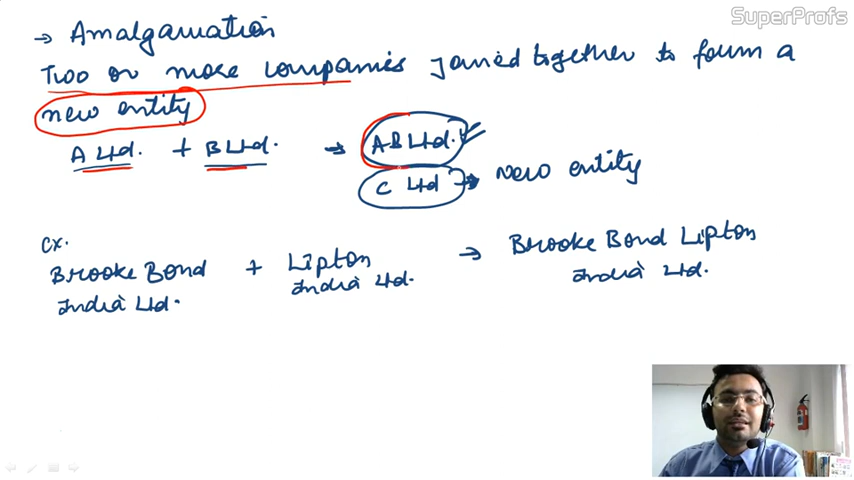 SuperProfs
→ Amalgamation
Two or more companies joined together to form a
new entity
A Ltd. + B Ltd. → AB Ltd.
C Ltd → New entity
ex.
Brooke Bond + Lipton → Brooke Bond Lipton
India Ltd. India Ltd. India Ltd.